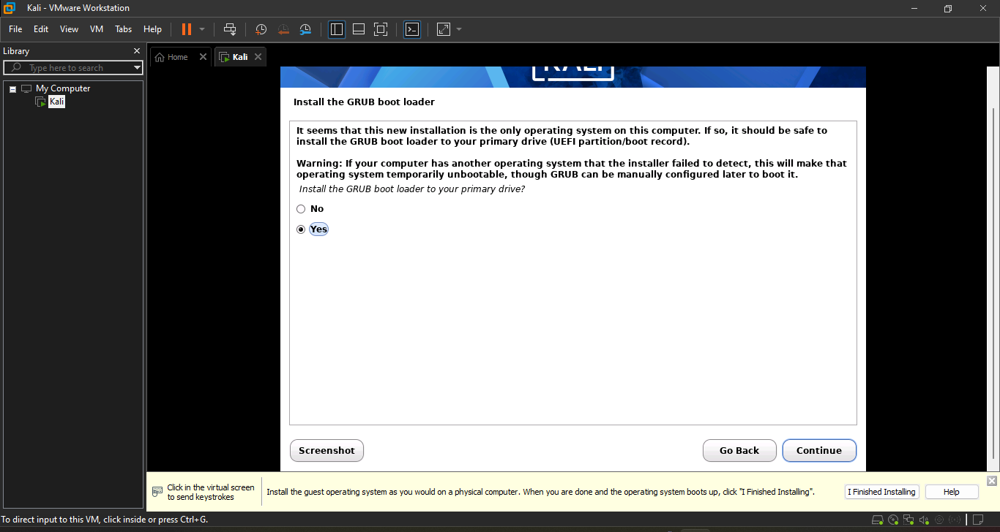 Kali - VMware Workstation
File Edit View VM Tabs Help
Library
Home
Kali
Type here to search
My Computer
Kali
KALI
Install the GRUB boot loader
It seems that this new installation is the only operating system on this computer. If so, it should be safe to
install the GRUB boot loader to your primary drive (UEFI partition/boot record).
Warning: If your computer has another operating system that the installer failed to detect, this will make that
operating system temporarily unbootable, though GRUB can be manually configured later to boot it.
Install the GRUB boot loader to your primary drive?
No
Yes
Screenshot
Go Back
Continue
Click in the virtual screen
to send keystrokes
Install the guest operating system as you would on a physical computer. When you are done and the operating system boots up, click "I Finished Installing".
I Finished Installing
Help
To direct input to this VM, click inside or press Ctrl+G.